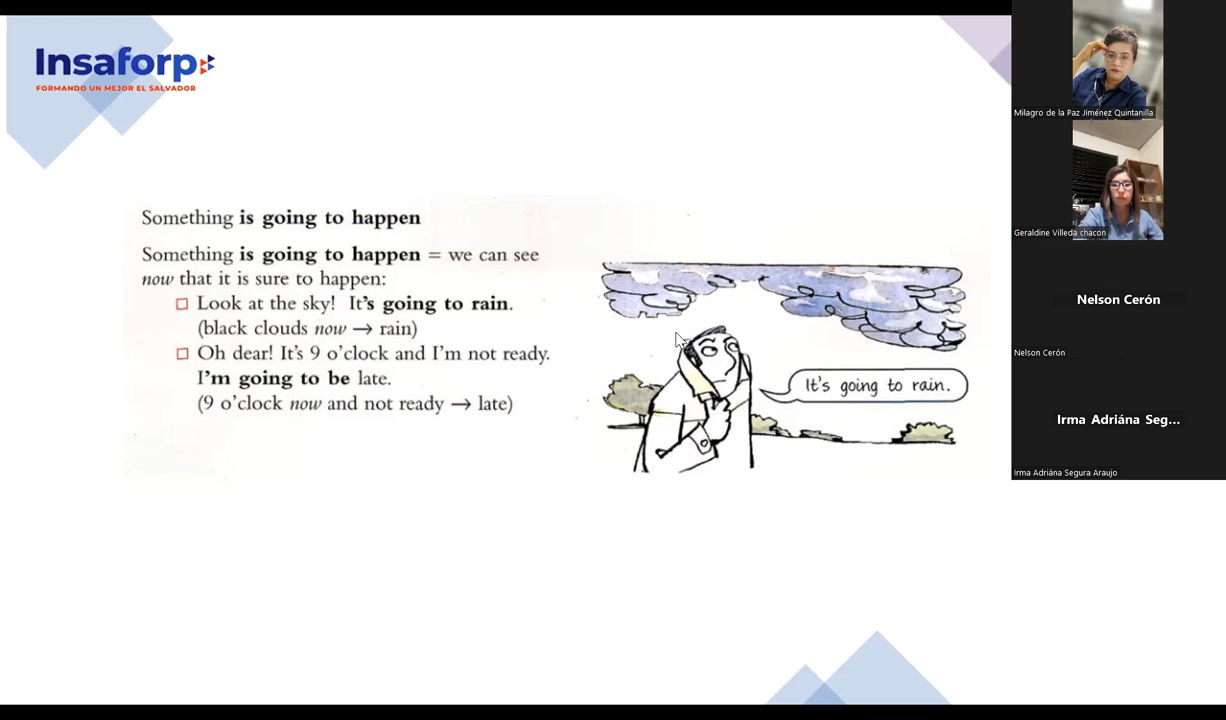 Insaforp
FORMANDO UN MEJOR EL SALVADOR
Something is going to happen
Something is going to happen = we can see
now that it is sure to happen:
Look at the sky! It's going to rain.
(black clouds now → rain)
Oh dear! It's 9 o'clock and I'm not ready.
I'm going to be late.
(9 o'clock now and not ready → late)
It's going to rain.
Milagro de la Paz Jiménez Quintanilla
Geraldine Villeda chacon
Nelson Cerón
Nelson Cerón
Irma Adriána Seg...
Irma Adriána Segura Araujo